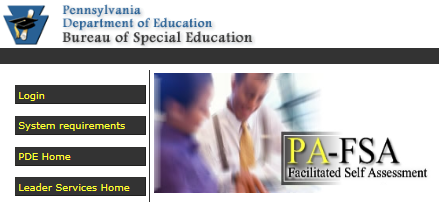 Pennsylvania
Department of Education
Bureau of Special Education
Login
System requirements
PDE Home
Leader Services Home
PA-FSA
Facilitated Self Assessment